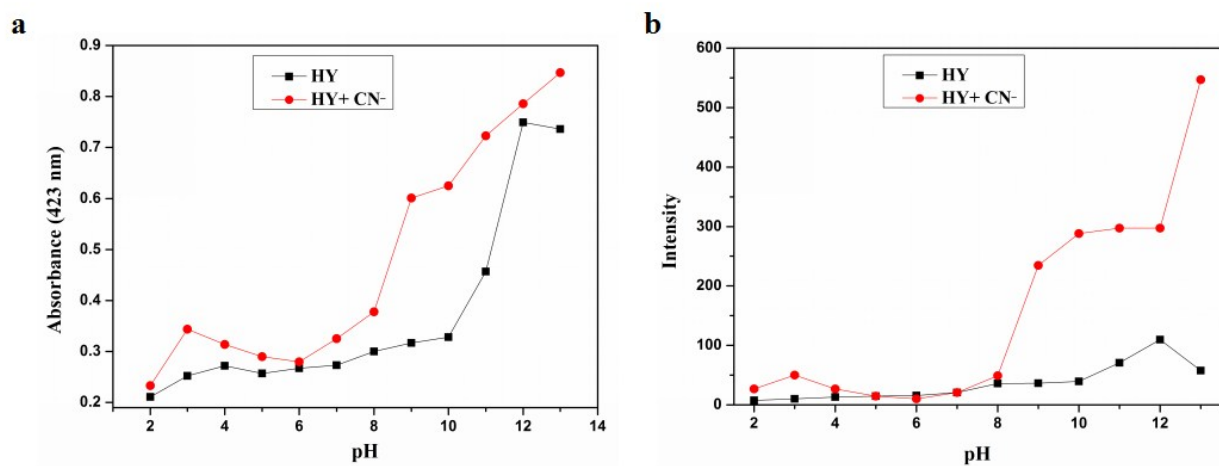 a
0.9
0.8
0.7
0.6
0.5
0.4
0.3
0.2
Absorbance (423 nm)
HY
HY+ CN-
2 4 6 8 10 12 14
pH
b
600
500
400
300
200
100
0
Intensity
HY
HY+ CN-
2 4 6 8 10 12
pH